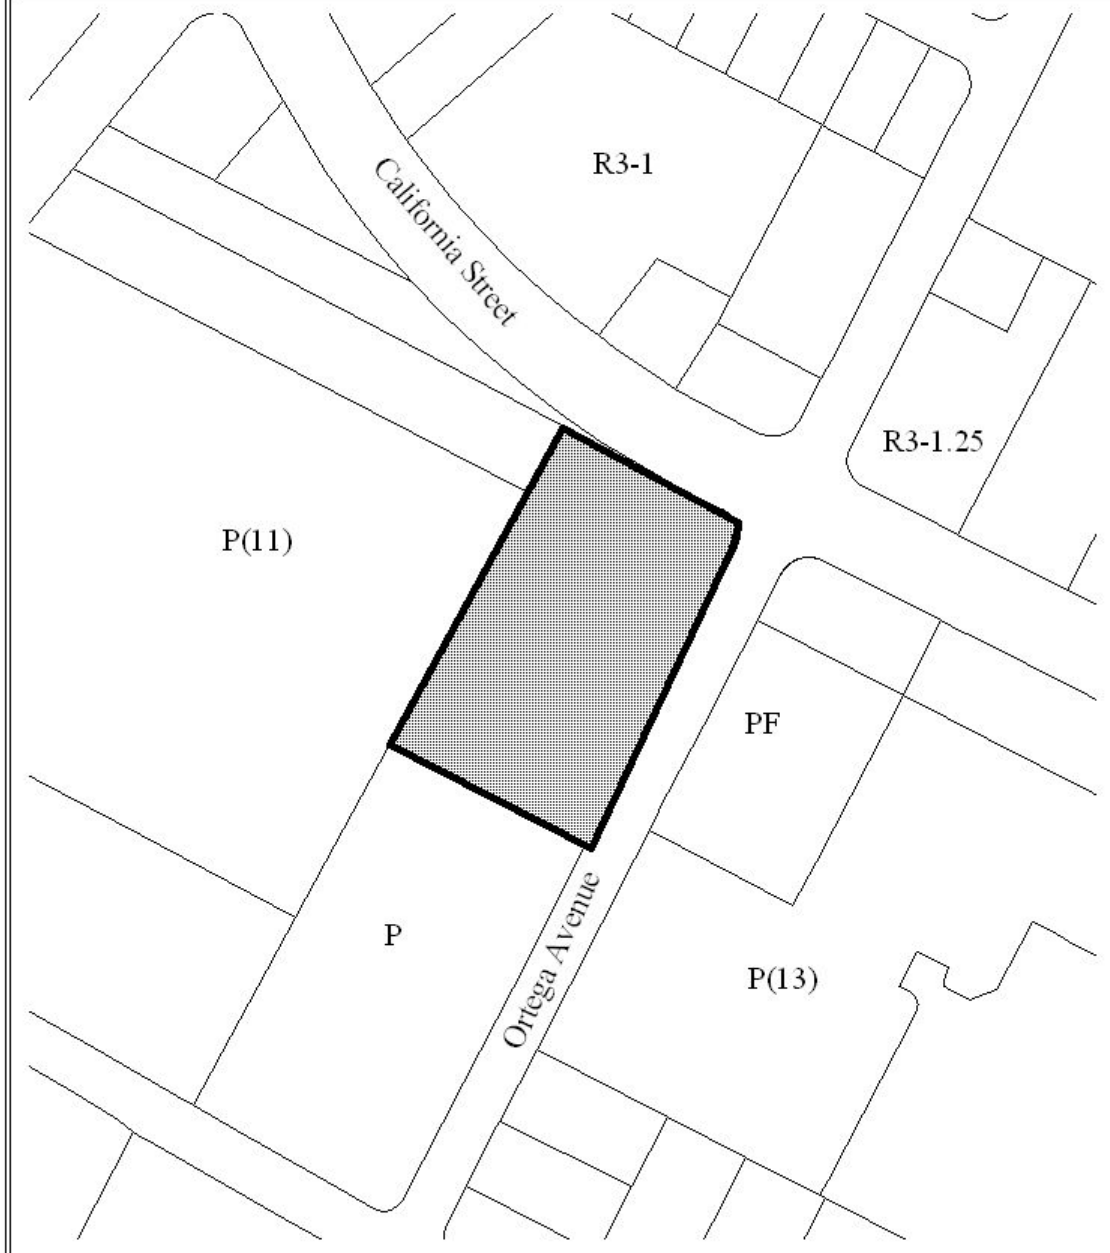 R3-1
California Street
R3-1.25
P(11)
PF
P
Ortega Avenue
P(13)